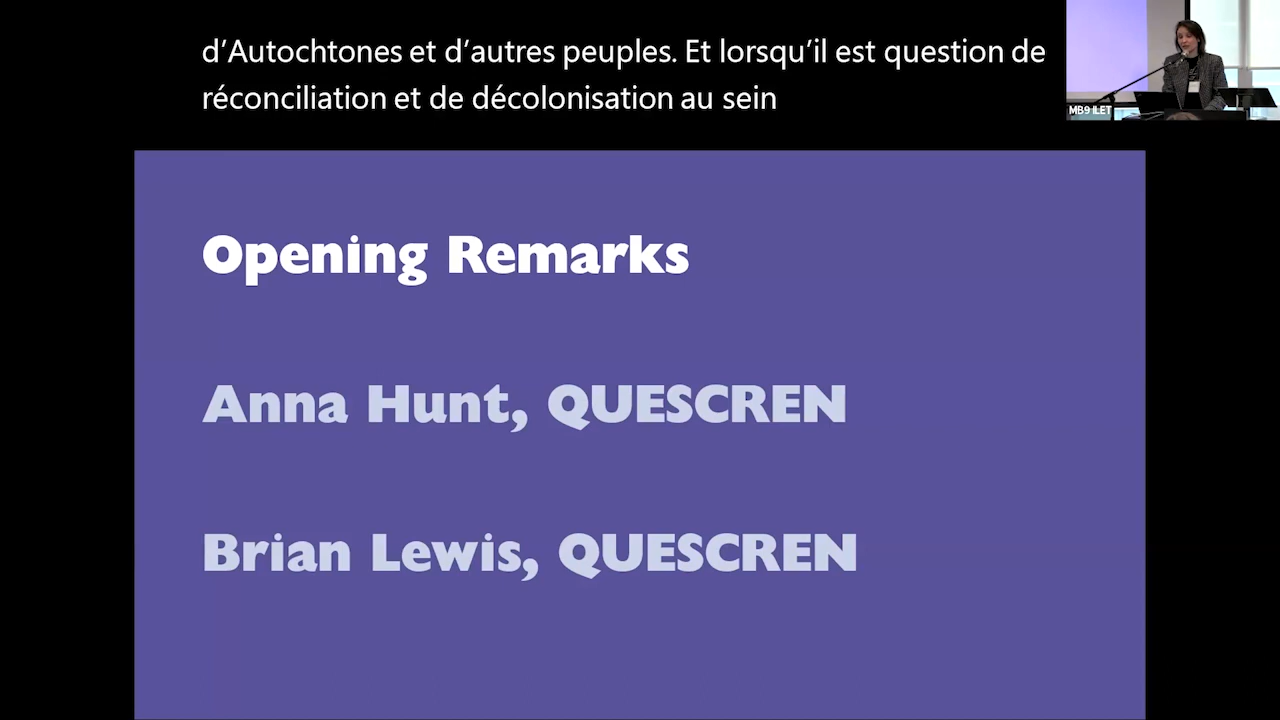 d’Autochtones et d’autres peuples. Et lorsqu’il est question de
réconciliation et de décolonisation au sein
MB9 ILET
Opening Remarks
Anna Hunt, QUESCREN
Brian Lewis, QUESCREN